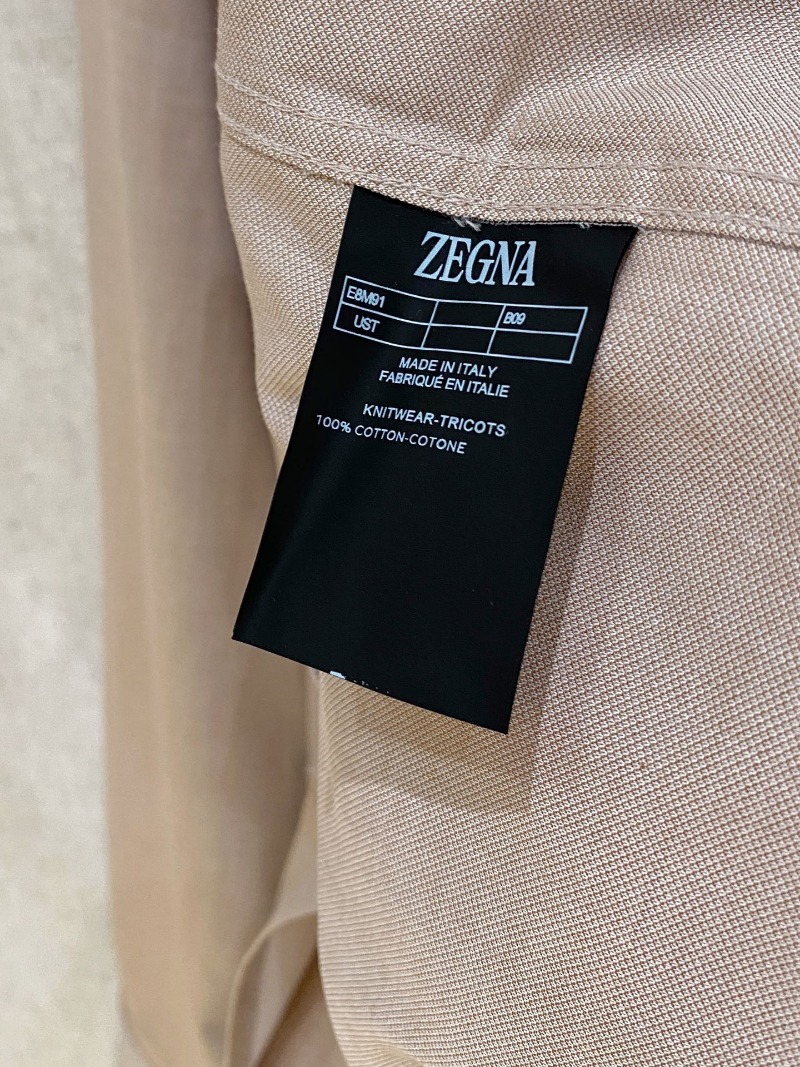 ZEGNA
E8M91 B09
UST
MADE IN ITALY
FABRIQUÉ EN ITALIE
KNITWEAR-TRICOTS
100% COTTON-COTONE